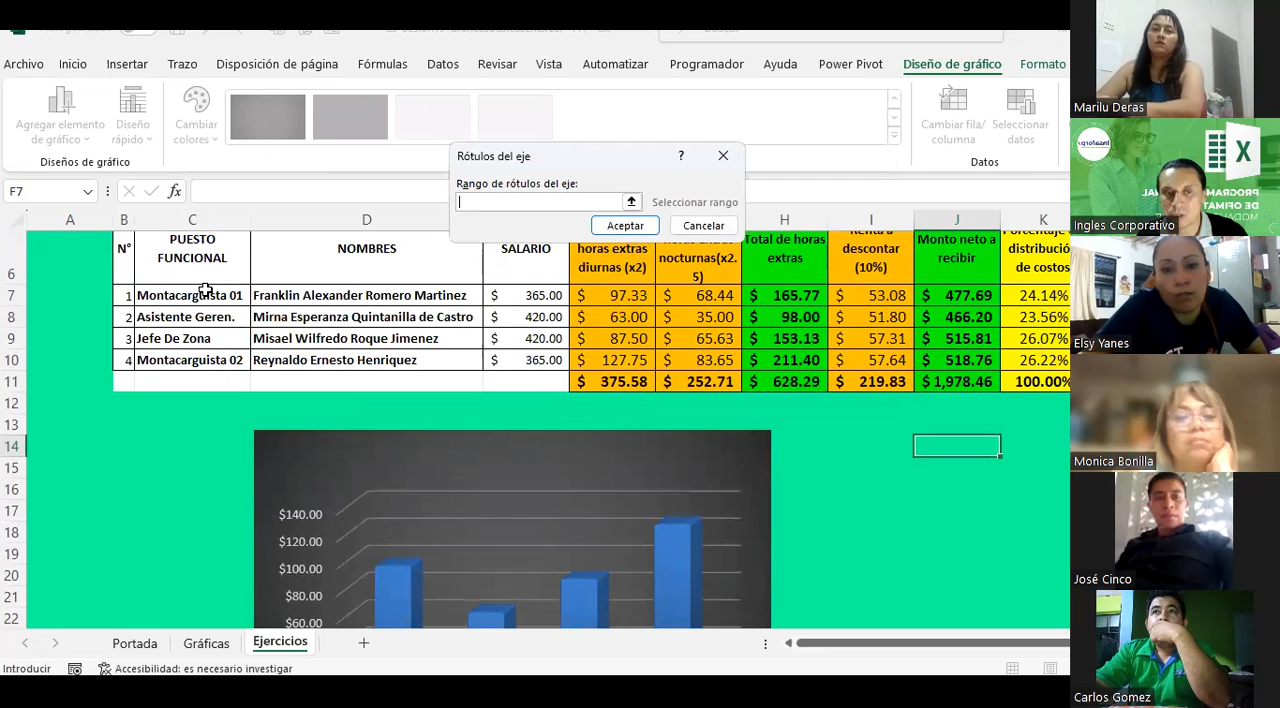 Archivo Inicio Insertar Trazo Disposición de página Fórmulas Datos Revisar Vista Automatizar Programador Ayuda Power Pivot Diseño de gráfico Formato
Agregar elemento de gráfico
Diseño rápido
Cambiar colores
Cambiar fila/ columna
Seleccionar datos
Diseños de gráfico
Datos
Rótulos del eje ?
Rango de rótulos del eje:
Seleccionar rango
Aceptar Cancelar
F7 fx
A B C D H I J K
6 N° PUESTO FUNCIONAL NOMBRES SALARIO horas extras diurnas (x2) nocturnas(x2.5) Total de horas extras Renta a descontar (10%) Monto neto a recibir Porcentaje distribució de costos
7 1 Montacarguista 01 Franklin Alexander Romero Martinez $ 365.00 $ 97.33 $ 68.44 $ 165.77 $ 53.08 $ 477.69 24.14%
8 2 Asistente Geren. Mirna Esperanza Quintanilla de Castro $ 420.00 $ 63.00 $ 35.00 $ 98.00 $ 51.80 $ 466.20 23.56%
9 3 Jefe De Zona Misael Wilfredo Roque Jimenez $ 420.00 $ 87.50 $ 65.63 $ 153.13 $ 57.31 $ 515.81 26.07%
10 4 Montacarguista 02 Reynaldo Ernesto Henriquez $ 365.00 $ 127.75 $ 83.65 $ 211.40 $ 57.64 $ 518.76 26.22%
11 $ 375.58 $ 252.71 $ 628.29 $ 219.83 $ 1,978.46 100.00%
12
13
14
15
16
17
18
19
20
21
22
$140.00
$120.00
$100.00
$80.00
$60.00
Portada Gráficas Ejercicios +
Introducir Accesibilidad: es necesario investigar
Marilu Deras
Ingles Corporativo
Elsy Yanes
Monica Bonilla
José Cinco
Carlos Gomez